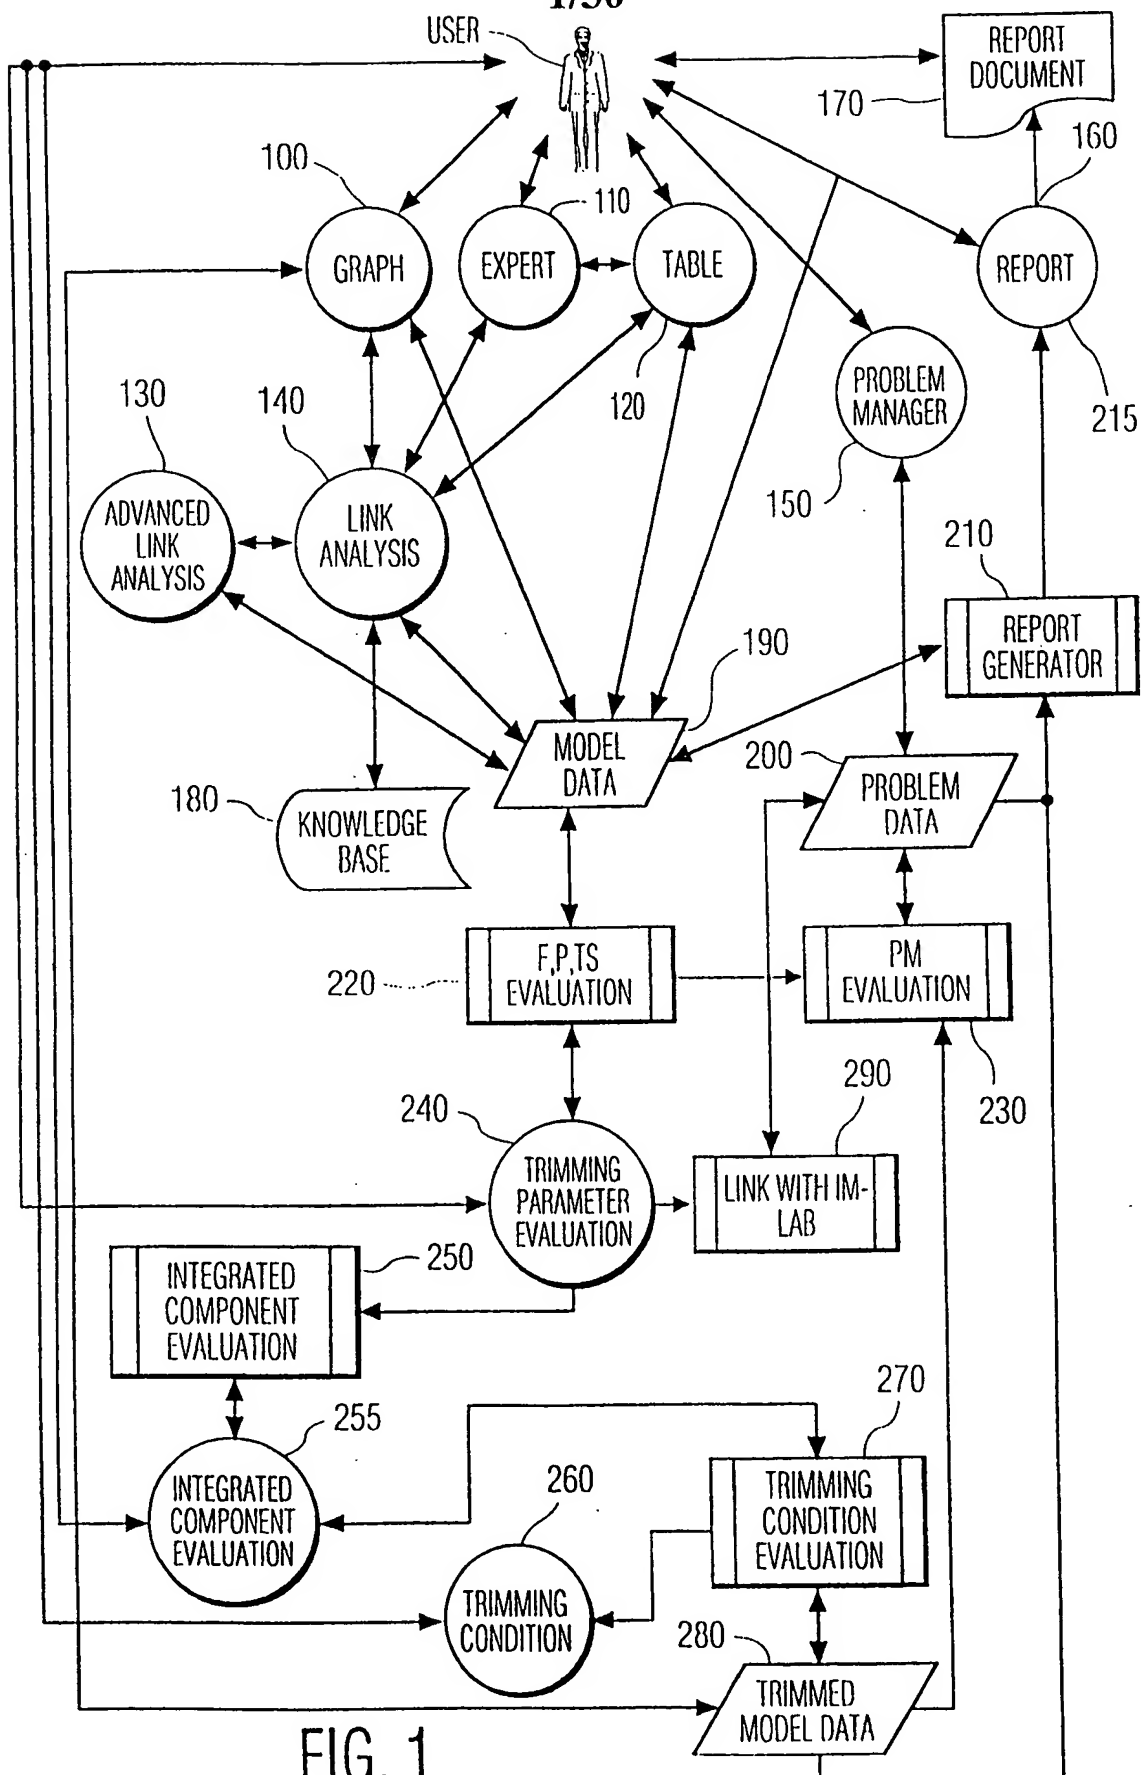 1/56
USER
REPORT
DOCUMENT
170
160
100
110
GRAPH
EXPERT
TABLE
REPORT
130
140
120
PROBLEM
MANAGER
215
150
ADVANCED
LINK
ANALYSIS
LINK
ANALYSIS
210
REPORT
GENERATOR
190
MODEL
DATA
200
PROBLEM
DATA
180
KNOWLEDGE
BASE
220
F,P,TS
EVALUATION
PM
EVALUATION
230
240
290
TRIMMING
PARAMETER
EVALUATION
LINK WITH IM-
LAB
250
INTEGRATED
COMPONENT
EVALUATION
255
270
INTEGRATED
COMPONENT
EVALUATION
260
TRIMMING
CONDITION
EVALUATION
TRIMMING
CONDITION
280
TRIMMED
MODEL DATA
FIG. 1